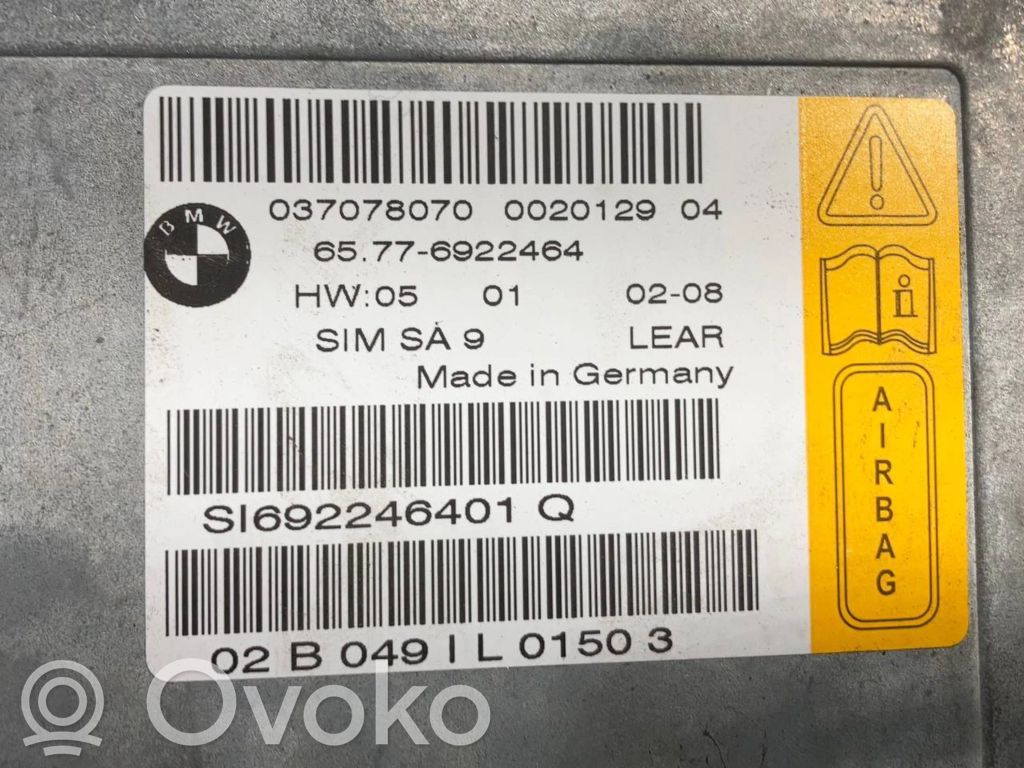 037078070 0020129 04
BMW
65.77-6922464
HW:05 01 02-08
SIM SA 9 LEAR
Made in Germany
SI692246401 Q
02 B 049 I L 0150 3
AIRBAG
Ovoko